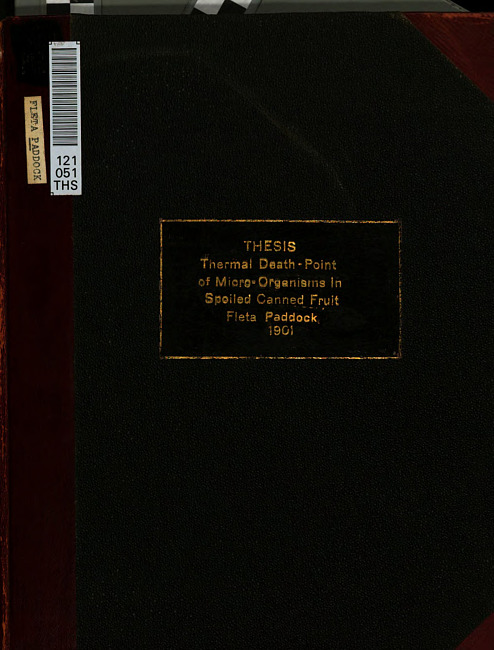 FLETA PADDOCK
121
051
THS
THESIS
Thermal Death-Point
of Micro-Organisms in
Spoiled Canned Fruit
Fleta Paddock,
1901